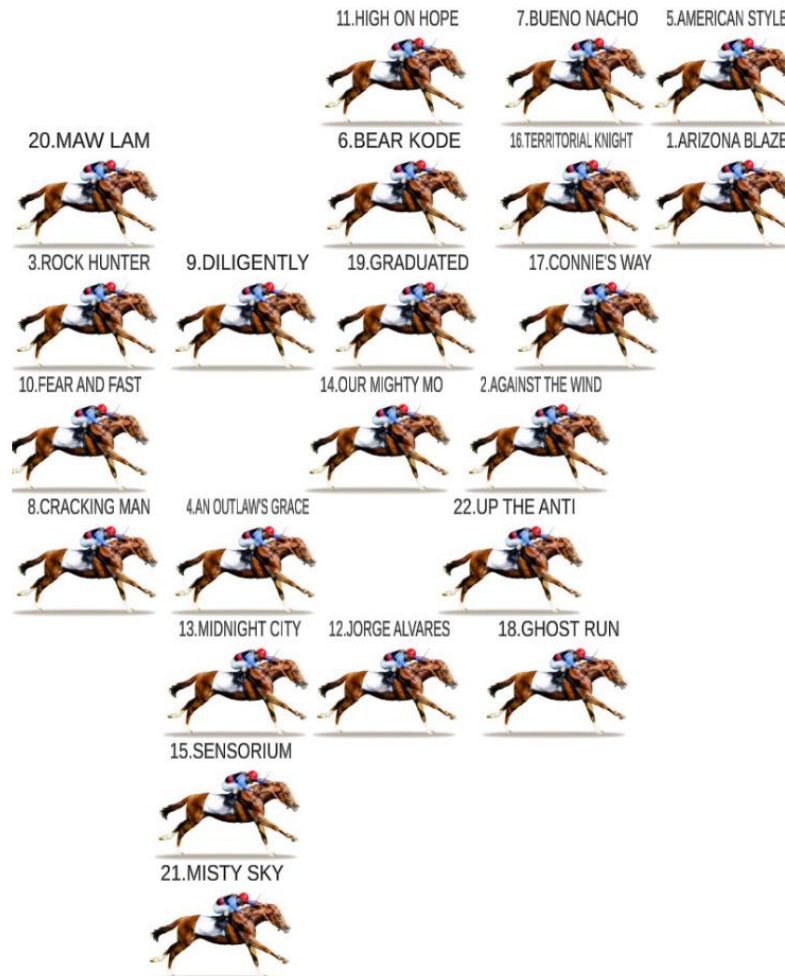 11.HIGH ON HOPE 7.BUENO NACHO 5.AMERICAN STYLE
20.MAW LAM 6.BEAR KODE 16.TERRITORIAL KNIGHT 1.ARIZONA BLAZE
3.ROCK HUNTER 9.DILIGENTLY 19.GRADUATED 17.CONNIE'S WAY
10.FEAR AND FAST 14.OUR MIGHTY MO 2.AGAINST THE WIND
8.CRACKING MAN 4.AN OUTLAW'S GRACE 22.UP THE ANTI
13.MIDNIGHT CITY 12.JORGE ALVARES 18.GHOST RUN
15.SENSORIUM
21.MISTY SKY